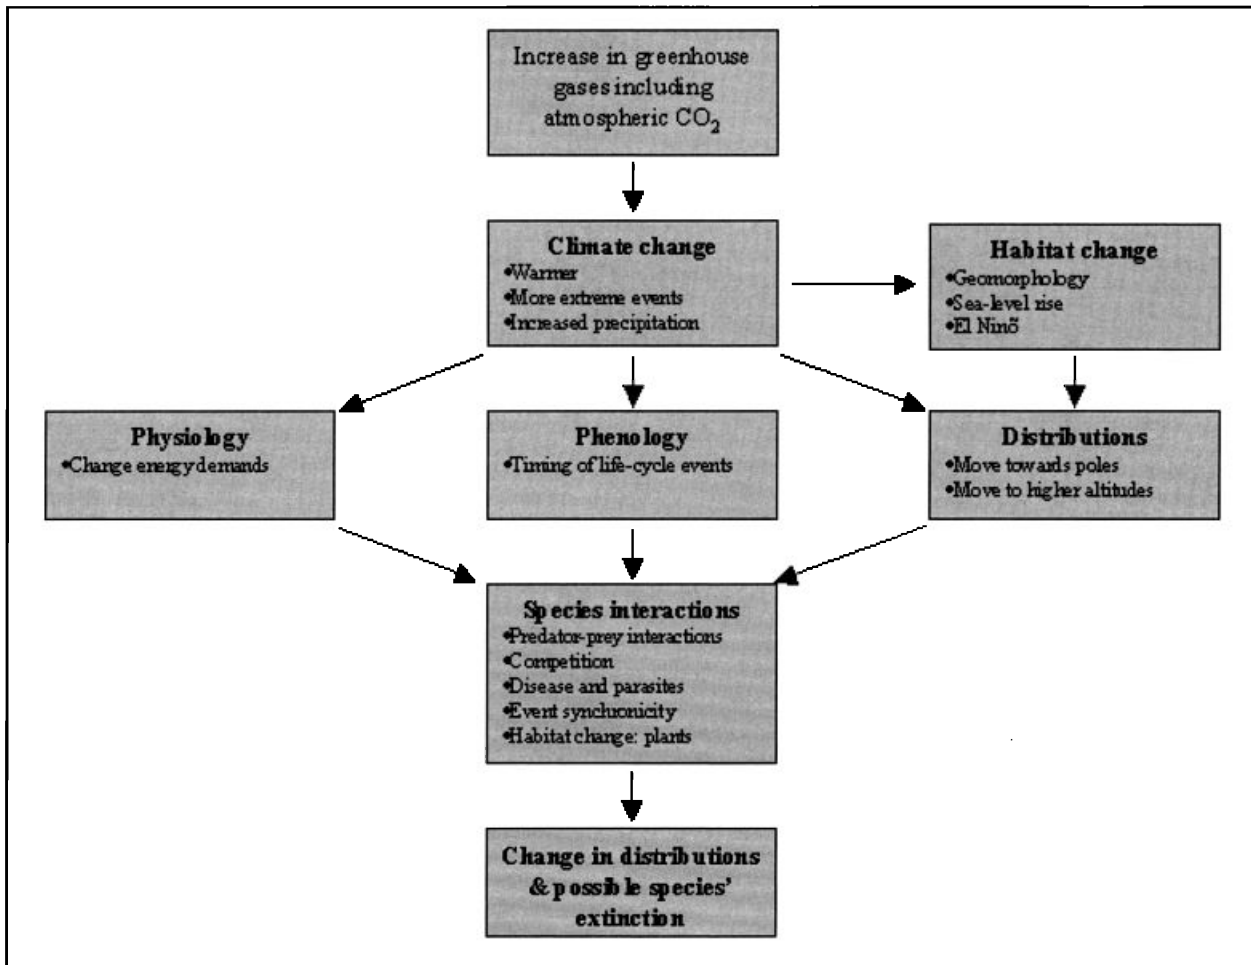 Increase in greenhouse
gases including
atmospheric CO₂
Climate change
•Warmer
•More extreme events
•Increased precipitation
Habitat change
•Geomorphology
•Sea-level rise
•El Ninõ
Physiology
•Change energy demands
Phenology
•Timing of life-cycle events
Distributions
•Move towards poles
•Move to higher altitudes
Species interactions
•Predator-prey interactions
•Competition
•Disease and parasites
•Event synchronicity
•Habitat change: plants
Change in distributions
& possible species'
extinction